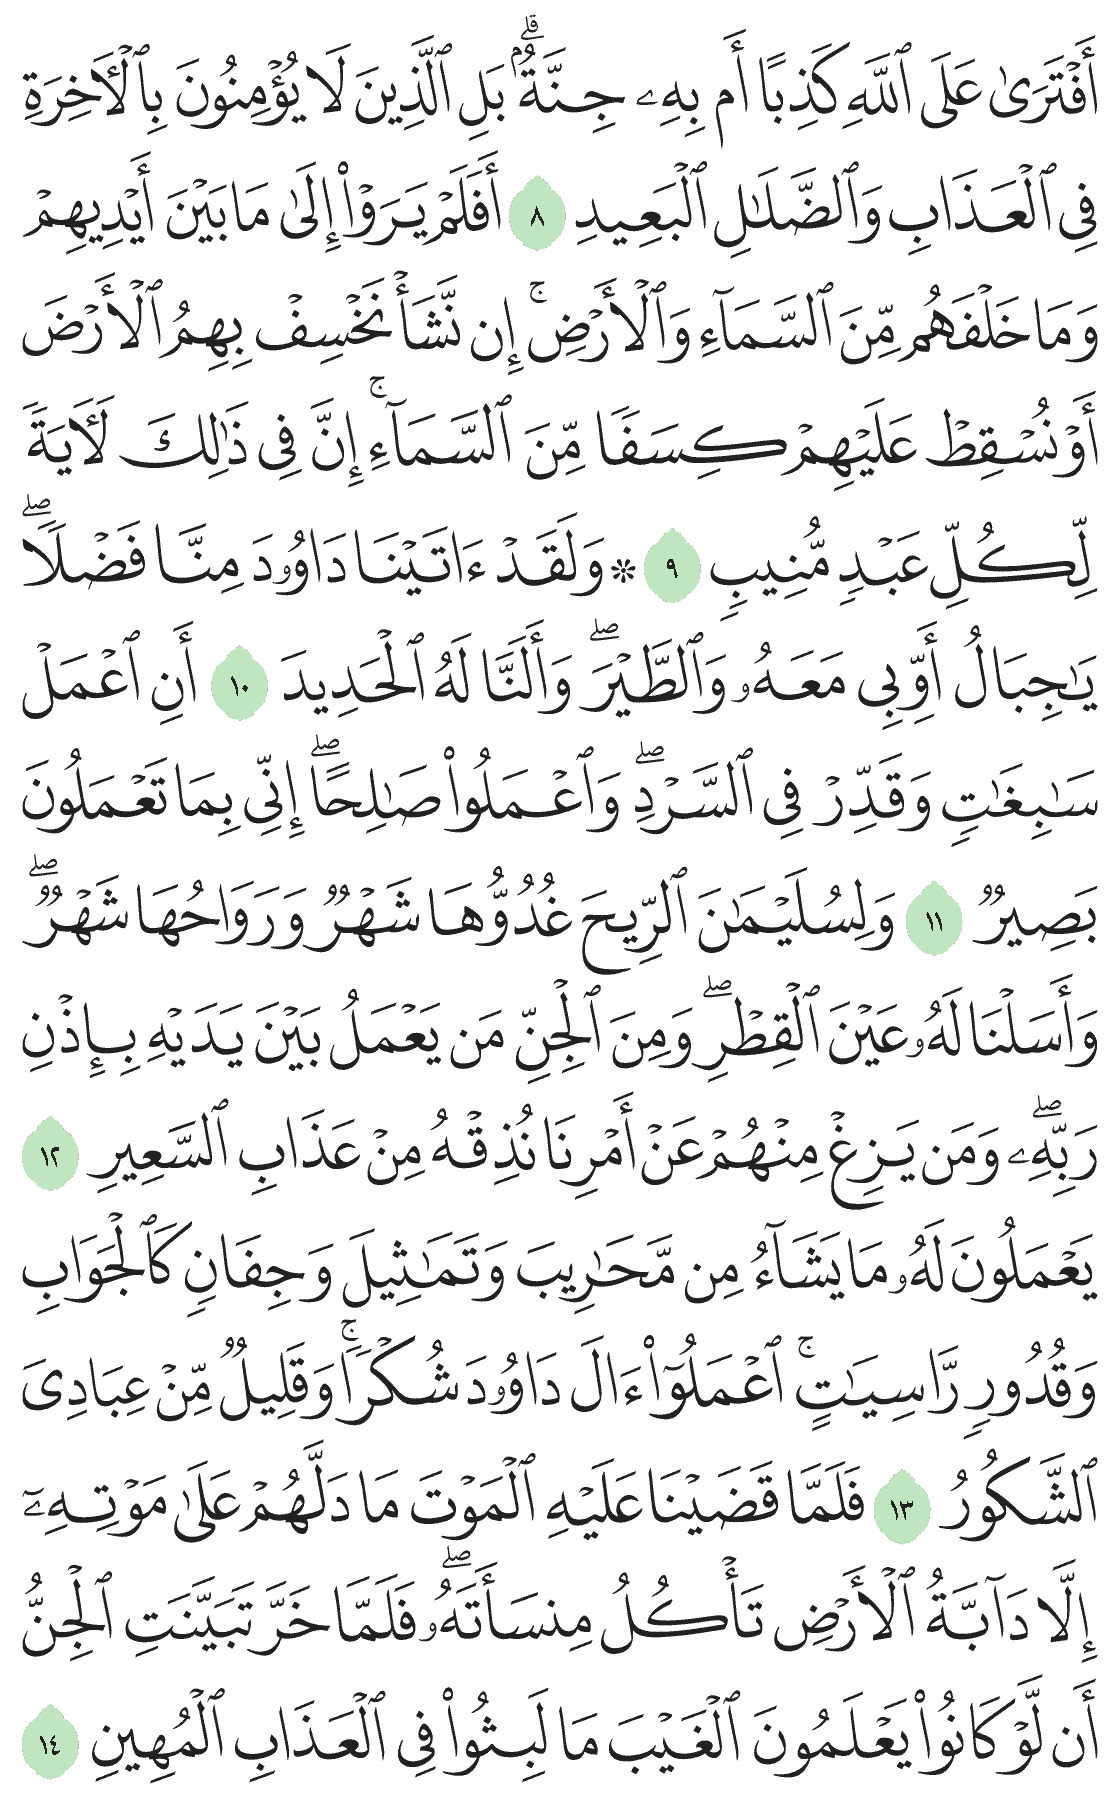 أَفْتَرَىٰ عَلَى ٱللَّهِ كَذِبًا أَم بِهِۦ جِنَّةُۢۗ بَلِ ٱلَّذِينَ لَا يُؤْمِنُونَ بِٱلْأَخِرَةِ
فِى ٱلْعَذَابِ وَٱلضَّلَٰلِ ٱلْبَعِيدِ ٨ أَفَلَمْ يَرَوْا۟ إِلَىٰ مَا بَيْنَ أَيْدِيهِمْ
وَمَا خَلْفَهُم مِّنَ ٱلسَّمَآءِ وَٱلْأَرْضِ ۚ إِن نَّشَأْ نَخْسِفْ بِهِمُ ٱلْأَرْضَ
أَوْ نُسْقِطْ عَلَيْهِمْ كِسَفًا مِّنَ ٱلسَّمَآءِ ۚ إِنَّ فِى ذَٰلِكَ لَأَيَةً
لِّكُلِّ عَبْدٍ مُّنِيبٍ ٩ ۞ وَلَقَدْ ءَاتَيْنَا دَاوُۥدَ مِنَّا فَضْلًا ۖ
يَٰجِبَالُ أَوِّبِى مَعَهُۥ وَٱلطَّيْرَ ۖ وَأَلَنَّا لَهُ ٱلْحَدِيدَ ١٠ أَنِ ٱعْمَلْ
سَٰبِغَٰتٍ وَقَدِّرْ فِى ٱلسَّرْدِ ۖ وَٱعْمَلُوا۟ صَٰلِحًا ۖ إِنِّى بِمَا تَعْمَلُونَ
بَصِيرٌ ١١ وَلِسُلَيْمَٰنَ ٱلرِّيحَ غُدُوُّهَا شَهْرٌ وَرَوَاحُهَا شَهْرٌ ۖ
وَأَسَلْنَا لَهُۥ عَيْنَ ٱلْقِطْرِ ۖ وَمِنَ ٱلْجِنِّ مَن يَعْمَلُ بَيْنَ يَدَيْهِ بِإِذْنِ
رَبِّهِۦ ۖ وَمَن يَزِغْ مِنْهُمْ عَنْ أَمْرِنَا نُذِقْهُ مِنْ عَذَابِ ٱلسَّعِيرِ ١٢
يَعْمَلُونَ لَهُۥ مَا يَشَآءُ مِن مَّحَٰرِيبَ وَتَمَٰثِيلَ وَجِفَانٍ كَٱلْجَوَابِ
وَقُدُورٍ رَّاسِيَٰتٍ ۚ ٱعْمَلُوٓا۟ ءَالَ دَاوُۥدَ شُكْرًا ۚ وَقَلِيلٌ مِّنْ عِبَادِىَ
ٱلشَّكُورُ ١٣ فَلَمَّا قَضَيْنَا عَلَيْهِ ٱلْمَوْتَ مَا دَلَّهُمْ عَلَىٰ مَوْتِهِۦٓ
إِلَّا دَآبَّةُ ٱلْأَرْضِ تَأْكُلُ مِنسَأَتَهُۥ ۖ فَلَمَّا خَرَّ تَبَيَّنَتِ ٱلْجِنُّ
أَن لَّوْ كَانُوا۟ يَعْلَمُونَ ٱلْغَيْبَ مَا لَبِثُوا۟ فِى ٱلْعَذَابِ ٱلْمُهِينِ ١٤